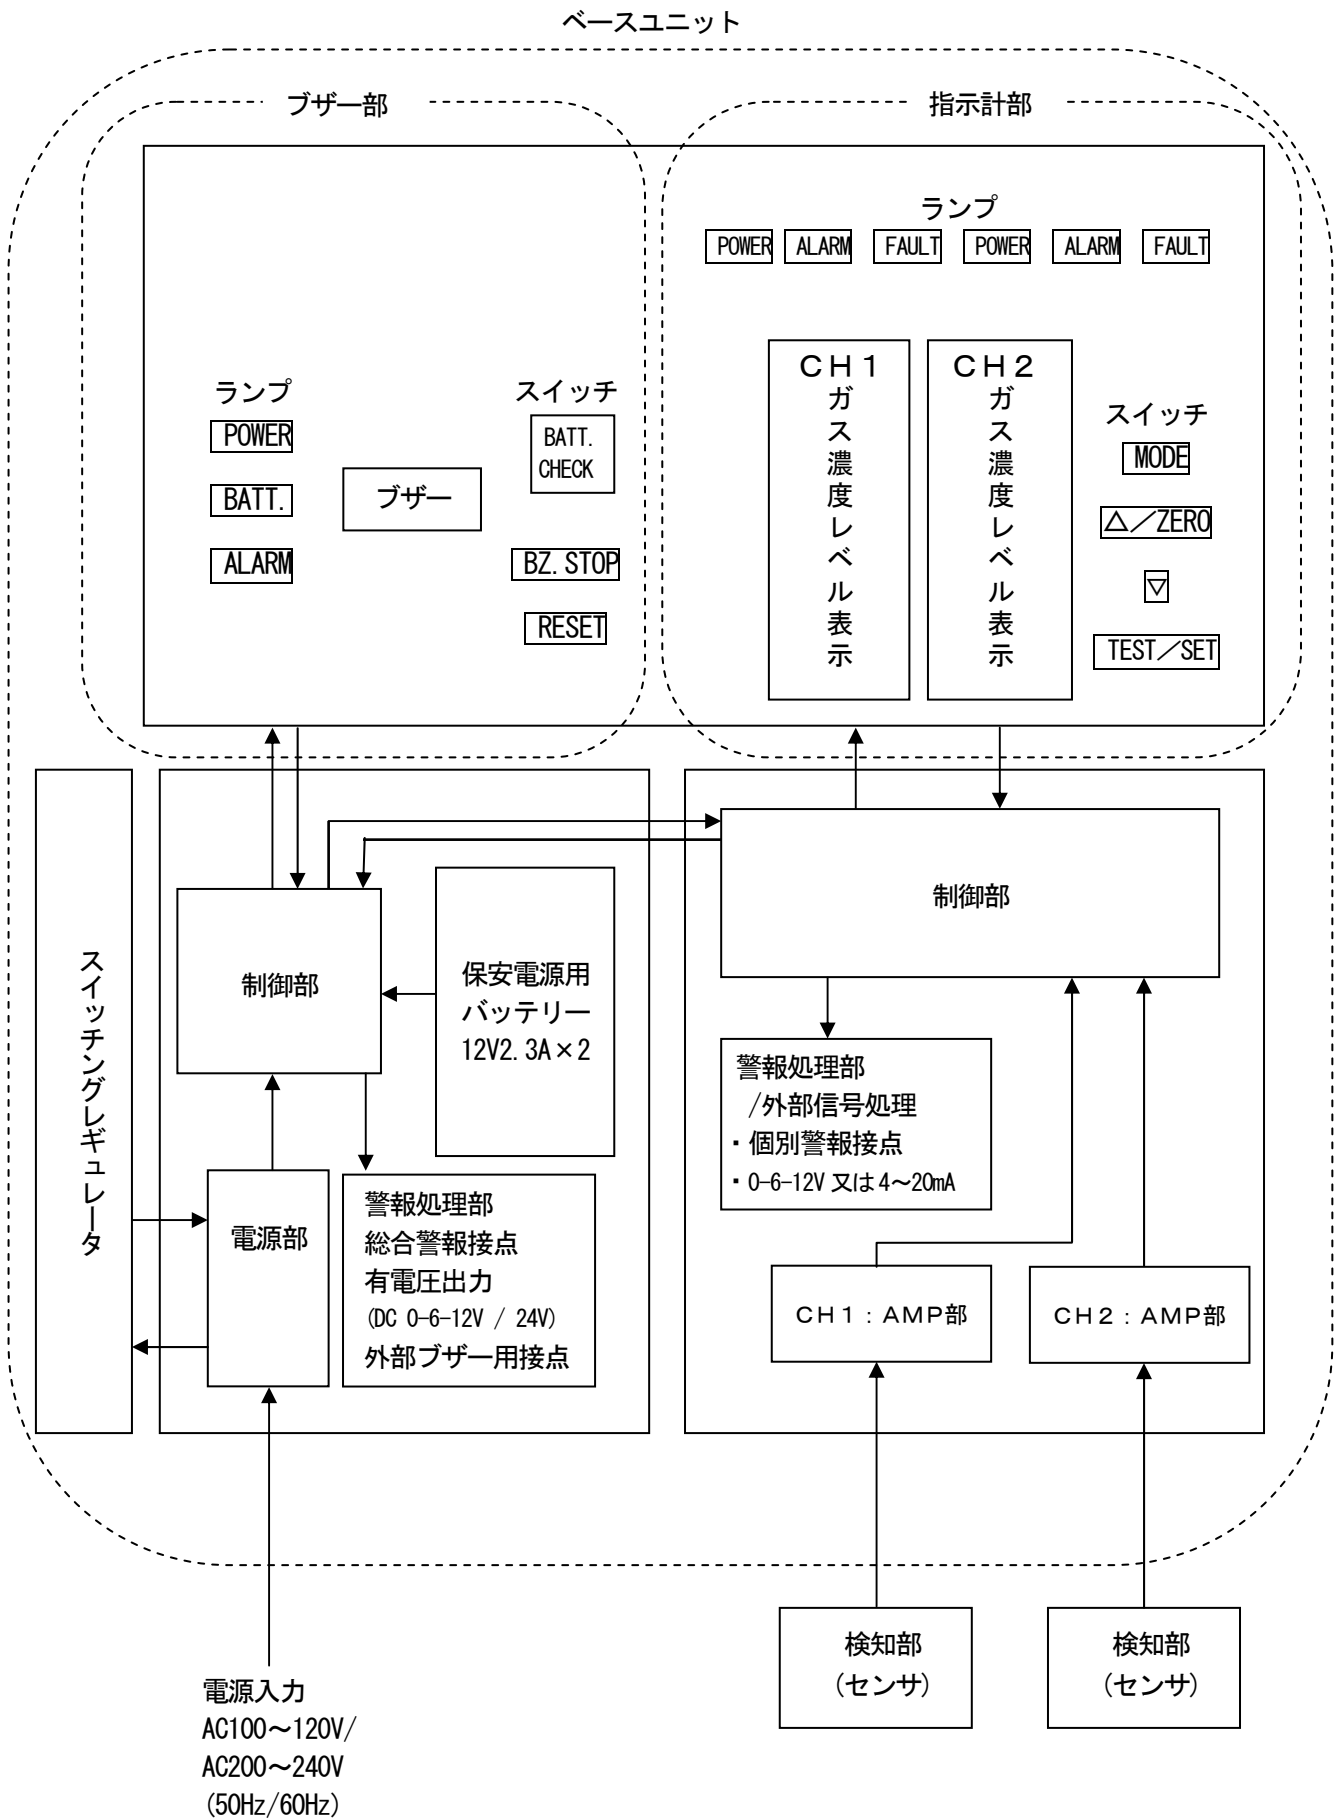 ベースユニット
ブザー部
指示計部
ランプ
POWER
ALARM
FAULT
POWER
ALARM
FAULT
ランプ
POWER
BATT.
ALARM
ブザー
スイッチ
BATT.
CHECK
BZ.STOP
RESET
CH1
ガス濃度レベル表示
CH2
ガス濃度レベル表示
スイッチ
MODE
△／ZERO
▽
TEST／SET
スイッチングレギュレータ
制御部
保安電源用
バッテリー
12V2.3A×2
電源部
警報処理部
総合警報接点
有電圧出力
(DC 0-6-12V / 24V)
外部ブザー用接点
制御部
警報処理部
/外部信号処理
・個別警報接点
・0-6-12V 又は 4～20mA
CH1：AMP部
CH2：AMP部
検知部
(センサ)
検知部
(センサ)
電源入力
AC100～120V/
AC200～240V
(50Hz/60Hz)